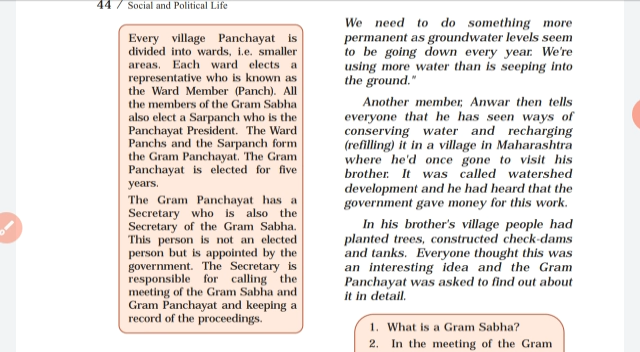 44 / Social and Political Life
Every village Panchayat is
divided into wards, i.e. smaller
areas. Each ward elects a
representative who is known as
the Ward Member (Panch). All
the members of the Gram Sabha
also elect a Sarpanch who is the
Panchayat President. The Ward
Panchs and the Sarpanch form
the Gram Panchayat. The Gram
Panchayat is elected for five
years.
The Gram Panchayat has a
Secretary who is also the
Secretary of the Gram Sabha.
This person is not an elected
person but is appointed by the
government. The Secretary is
responsible for calling the
meeting of the Gram Sabha and
Gram Panchayat and keeping a
record of the proceedings.
We need to do something more
permanent as groundwater levels seem
to be going down every year. We're
using more water than is seeping into
the ground."
Another member, Anwar then tells
everyone that he has seen ways of
conserving water and recharging
(refilling) it in a village in Maharashtra
where he'd once gone to visit his
brother. It was called watershed
development and he had heard that the
government gave money for this work.
In his brother's village people had
planted trees, constructed check-dams
and tanks. Everyone thought this was
an interesting idea and the Gram
Panchayat was asked to find out about
it in detail.
1. What is a Gram Sabha?
2. In the meeting of the Gram